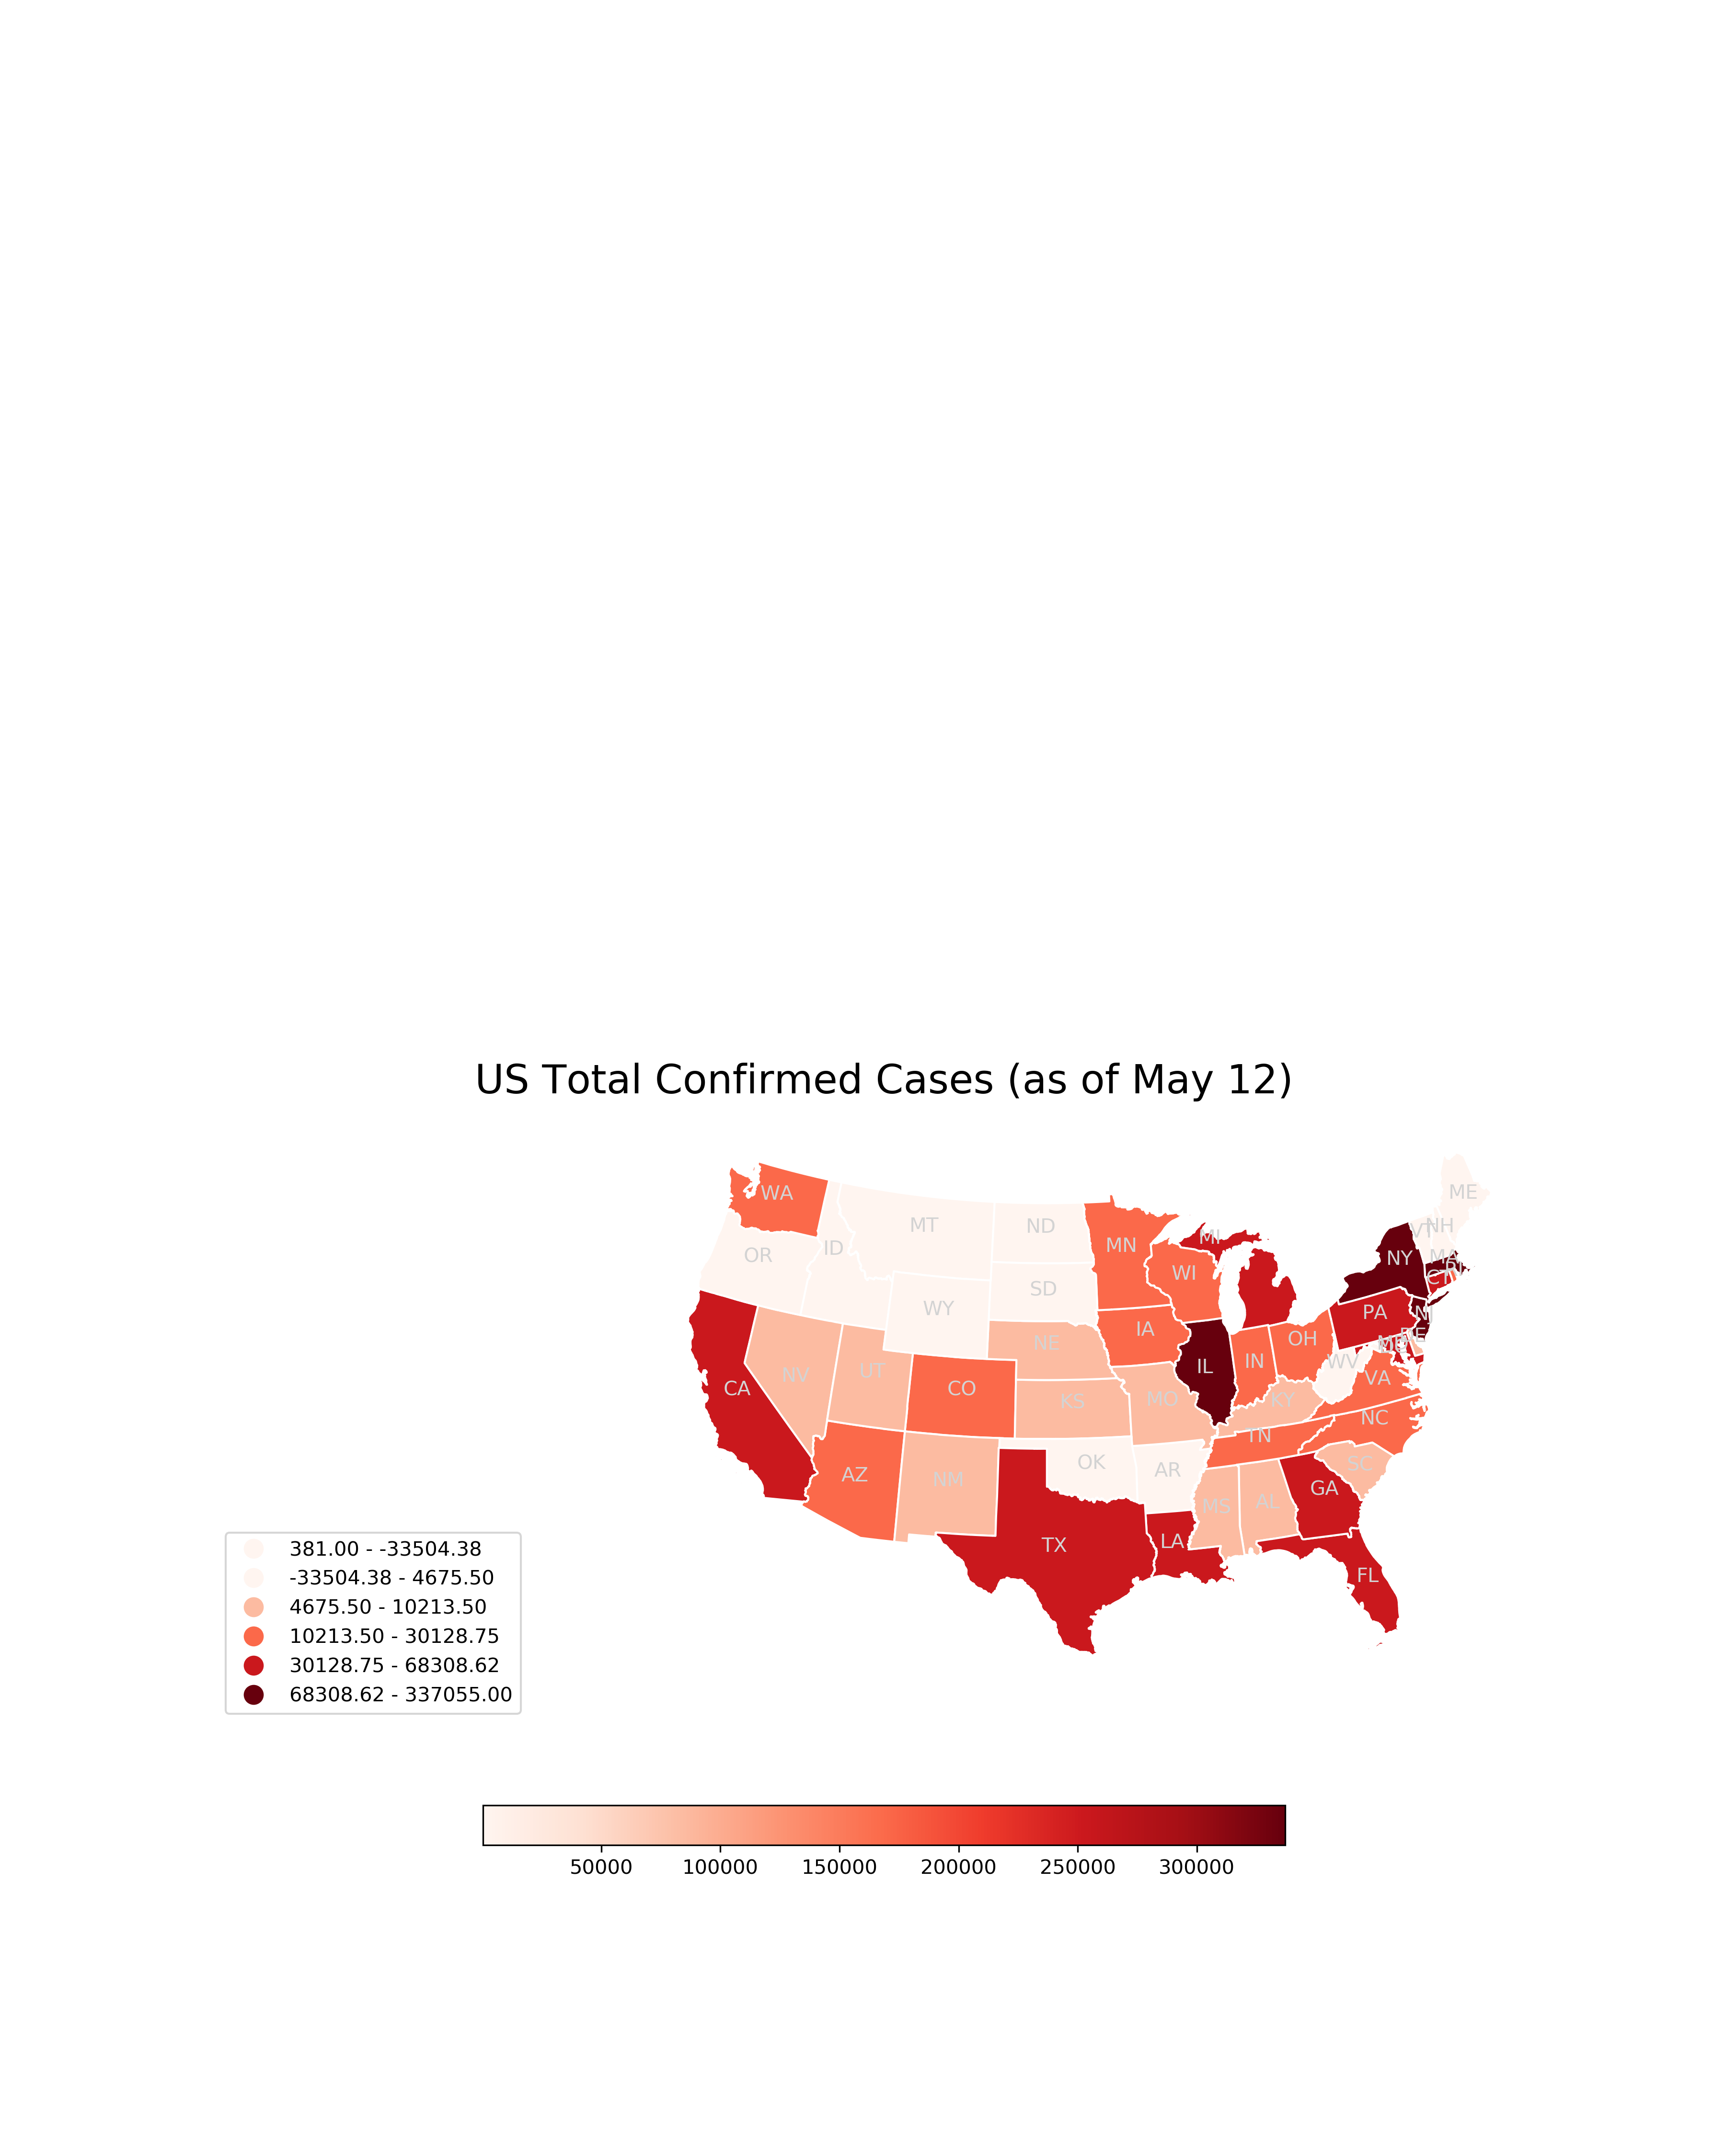 US Total Confirmed Cases (as of May 12)
ME
WA
MT
ND
VT
NH
MI
MN
OR
ID
NY
MA
RI
WI
CT
SD
WY
PA
NJ
IA
OH
DE
NE
MD
IN
WV
IL
UT
NV
VA
CA
CO
MO
KY
KS
NC
TN
OK
SC
AR
AZ
NM
GA
AL
MS
LA
TX
FL
381.00 - -33504.38
-33504.38 - 4675.50
4675.50 - 10213.50
10213.50 - 30128.75
30128.75 - 68308.62
68308.62 - 337055.00
50000 100000 150000 200000 250000 300000